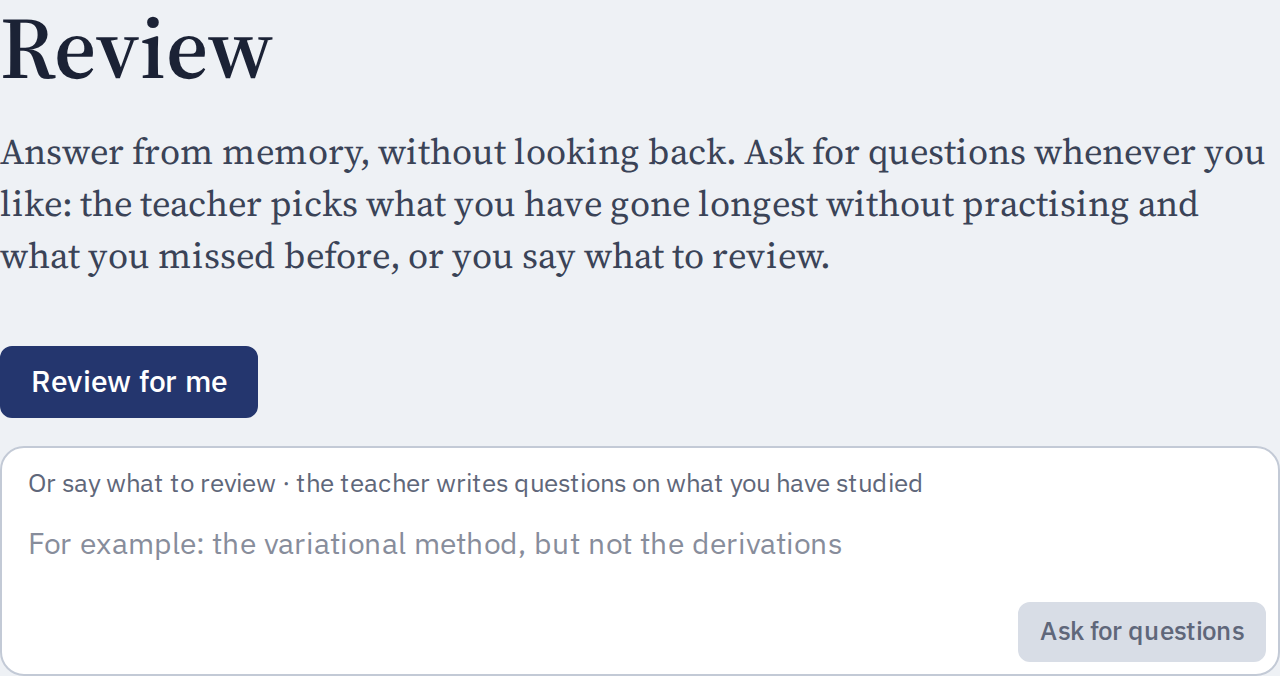 Review
Answer from memory, without looking back. Ask for questions whenever you
like: the teacher picks what you have gone longest without practising and
what you missed before, or you say what to review.
Review for me
Or say what to review · the teacher writes questions on what you have studied
For example: the variational method, but not the derivations
Ask for questions